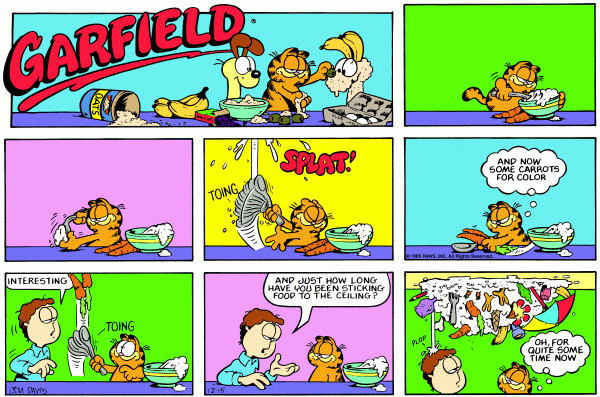 GARFIELD
OATS
TOING
SPLAT!
AND NOW
SOME CARROTS
FOR COLOR
© 1985 PAWS, INC. All Rights Reserved.
INTERESTING
TOING
JIM DAVIS
AND JUST HOW LONG
HAVE YOU BEEN STICKING
FOOD TO THE CEILING?
12-15
PLOP
OH, FOR
QUITE SOME
TIME NOW